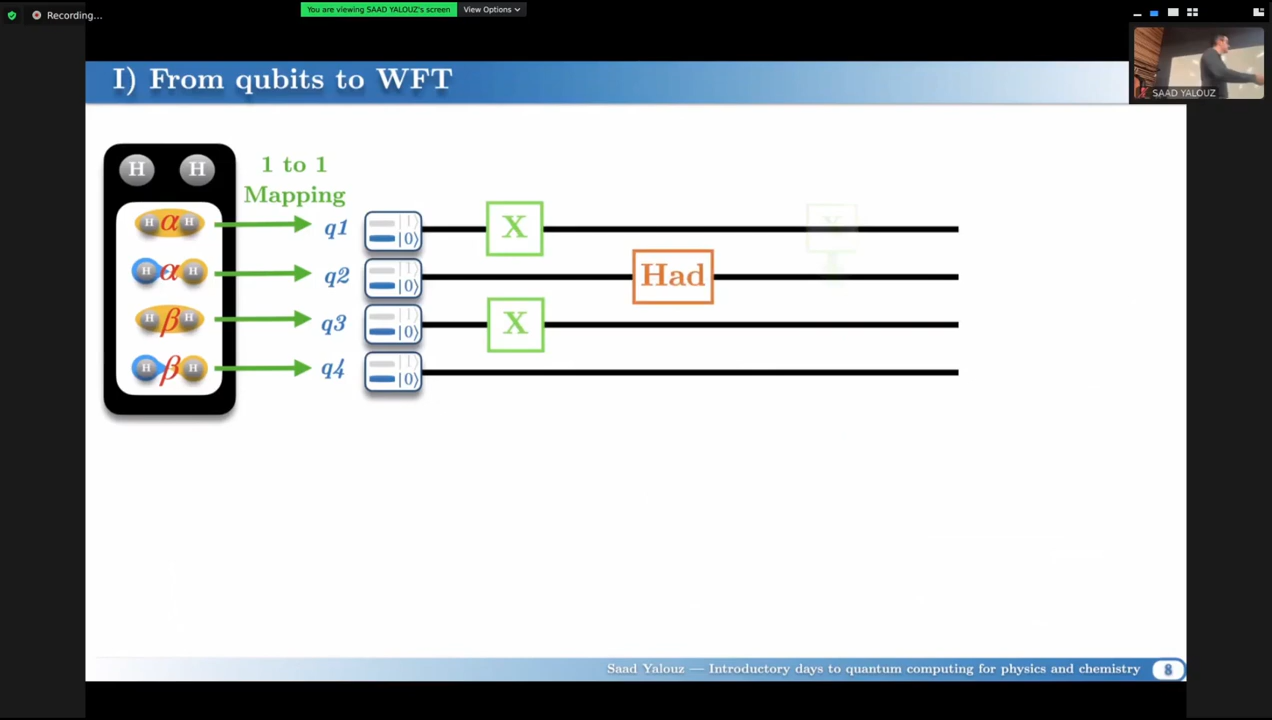 Recording...
You are viewing SAAD YALOUZ's screen
View Options
SAAD YALOUZ
I) From qubits to WFT
H H
1 to 1
Mapping
H α H
q1
|1⟩
|0⟩
X
X
H α H
q2
|1⟩
|0⟩
Had
H β H
q3
|1⟩
|0⟩
X
H β H
q4
|1⟩
|0⟩
Saad Yalouz — Introductory days to quantum computing for physics and chemistry
8